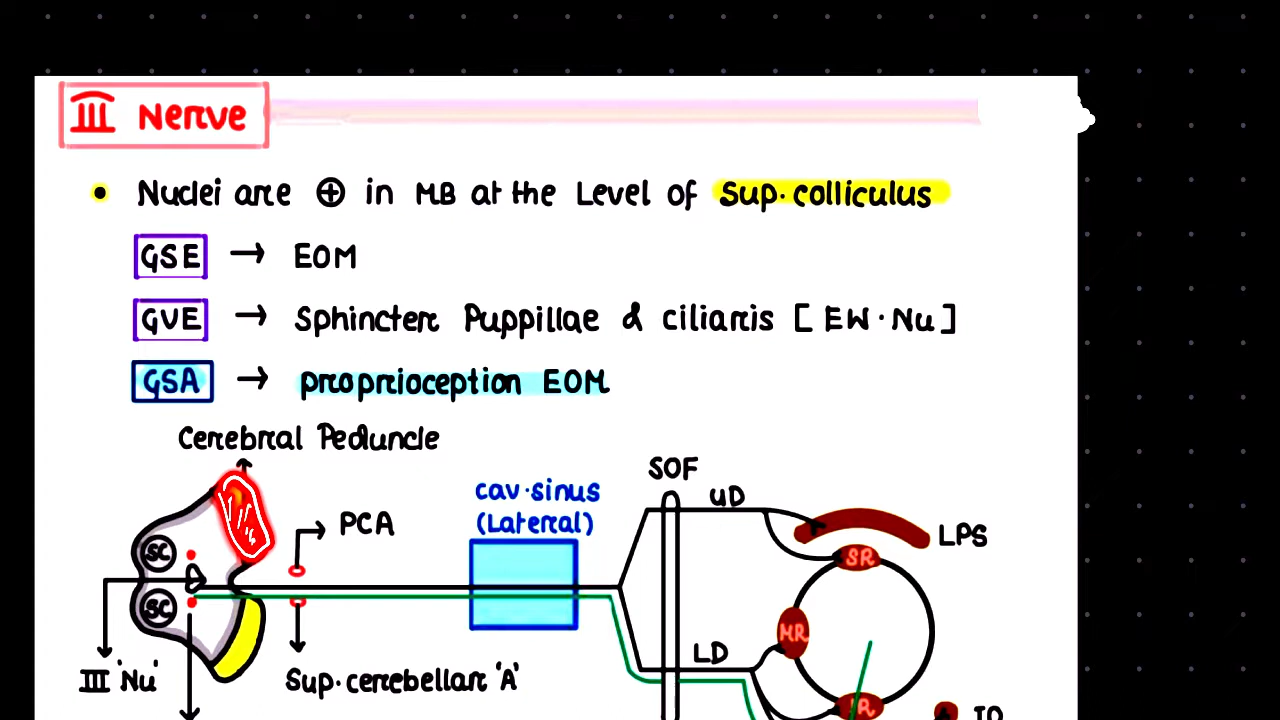 III Nerve
• Nuclei are ⊕ in MB at the Level of Sup. colliculus
GSE → EOM
GVE → Sphincter Puppillae & ciliaris [ EW. Nu ]
GSA → proprioception EOM
Cerebral Peduncle
SOF
cav. sinus
(Lateral)
UD
PCA
LPS
SC
SR
SC
MR
LD
III 'Nu'
Sup. cerebellar 'A'
IR
IO